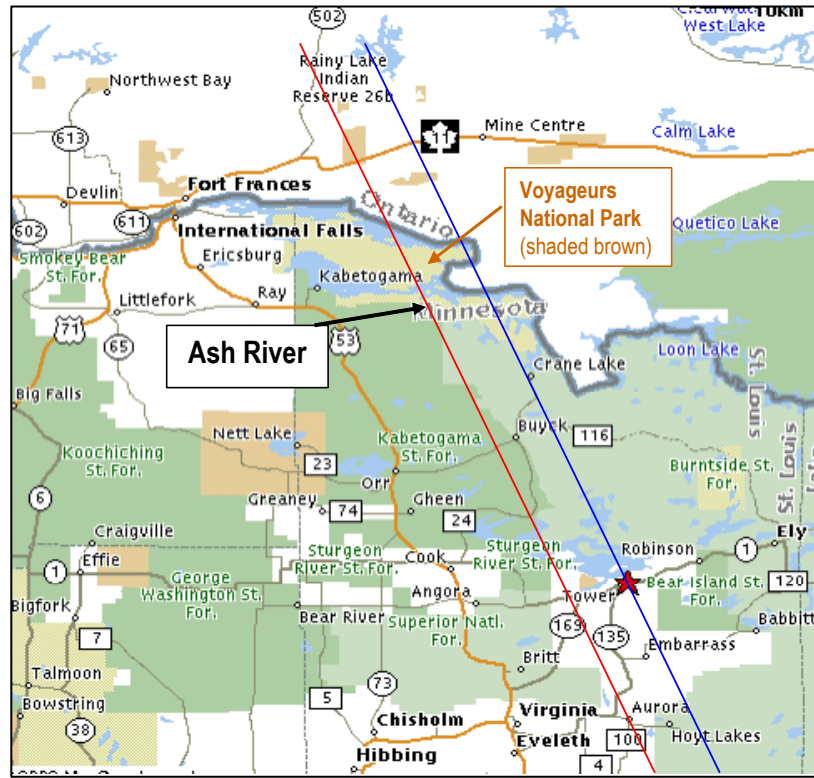 10km
West Lake
502
Rainy Lake
Indian
Reserve 26b
Northwest Bay
11
Mine Centre
Calm Lake
613
Devlin
Fort Frances
611
602
International Falls
Ontario
Voyageurs
National Park
(shaded brown)
Quetico Lake
Smokey Bear
St. For.
Ericsburg
Kabetogama
Littlefork
Ray
Minnesota
71
65
53
Ash River
Crane Lake
Loon Lake
St. Louis
St. Louis
Big Falls
Buyck
116
Nett Lake
Koochiching
St. For.
23
Kabetogama
St. For.
Orr
Burntside St.
For.
6
Greaney
74
Gheen
24
Craigville
Effie
1
Sturgeon
River St. For.
Cook
Sturgeon
River St. For.
Robinson
1
Ely
George
Washington St.
For.
Bear Island St.
For.
120
Bigfork
7
Bear River
Angora
Superior Natl.
For.
Tower
169
135
Babbitt
Embarrass
Britt
Talmoon
Bowstring
38
5
73
Chisholm
Hibbing
Virginia
Eveleth
4
100
Aurora
Hoyt Lakes